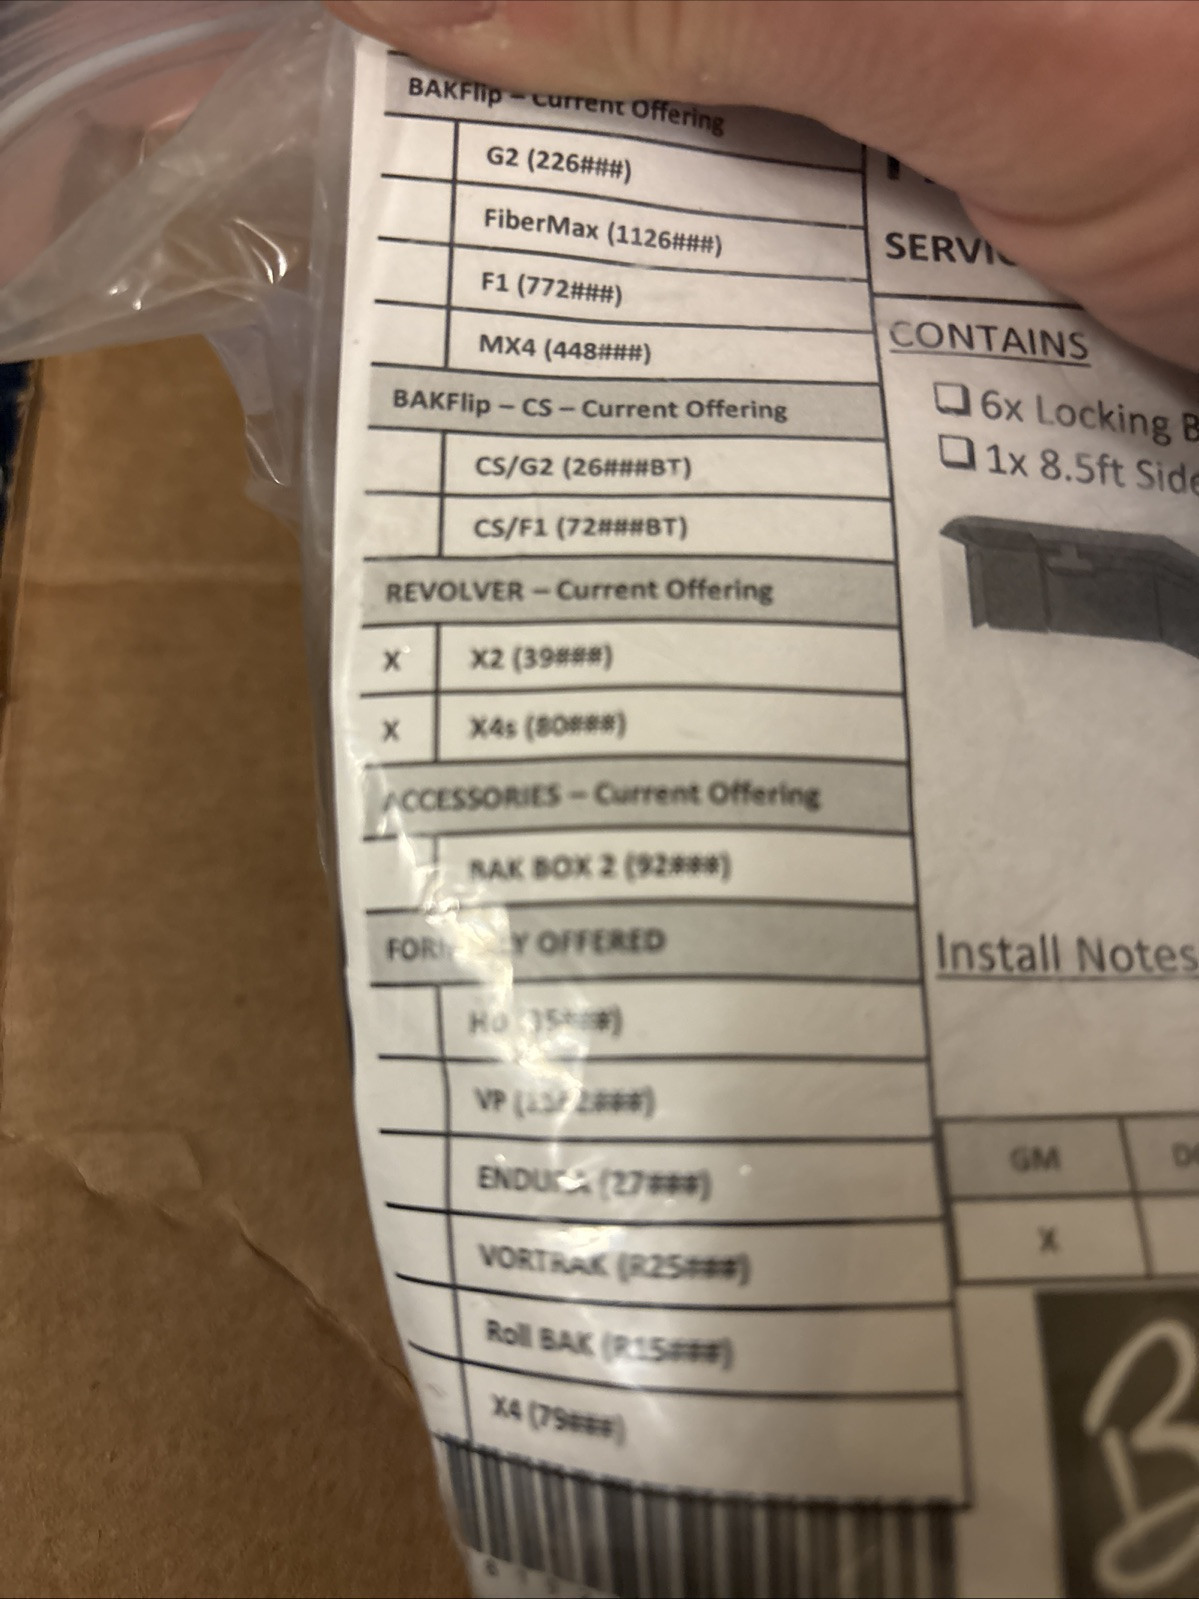 BAKFlip – Current Offering
G2 (226###)
FiberMax (1126###)
F1 (772###)
MX4 (448###)
BAKFlip – CS – Current Offering
CS/G2 (26###BT)
CS/F1 (72###BT)
REVOLVER – Current Offering
X X2 (39###)
X X4s (80###)
ACCESSORIES – Current Offering
BAK BOX 2 (92###)
OFFERED
VP
ENDURA (27###)
VORTRAK (R25###)
Roll BAK (R15###)
X4 (79###)
CONTAINS
6x Locking
1x 8.5ft
Install Notes
GM
X